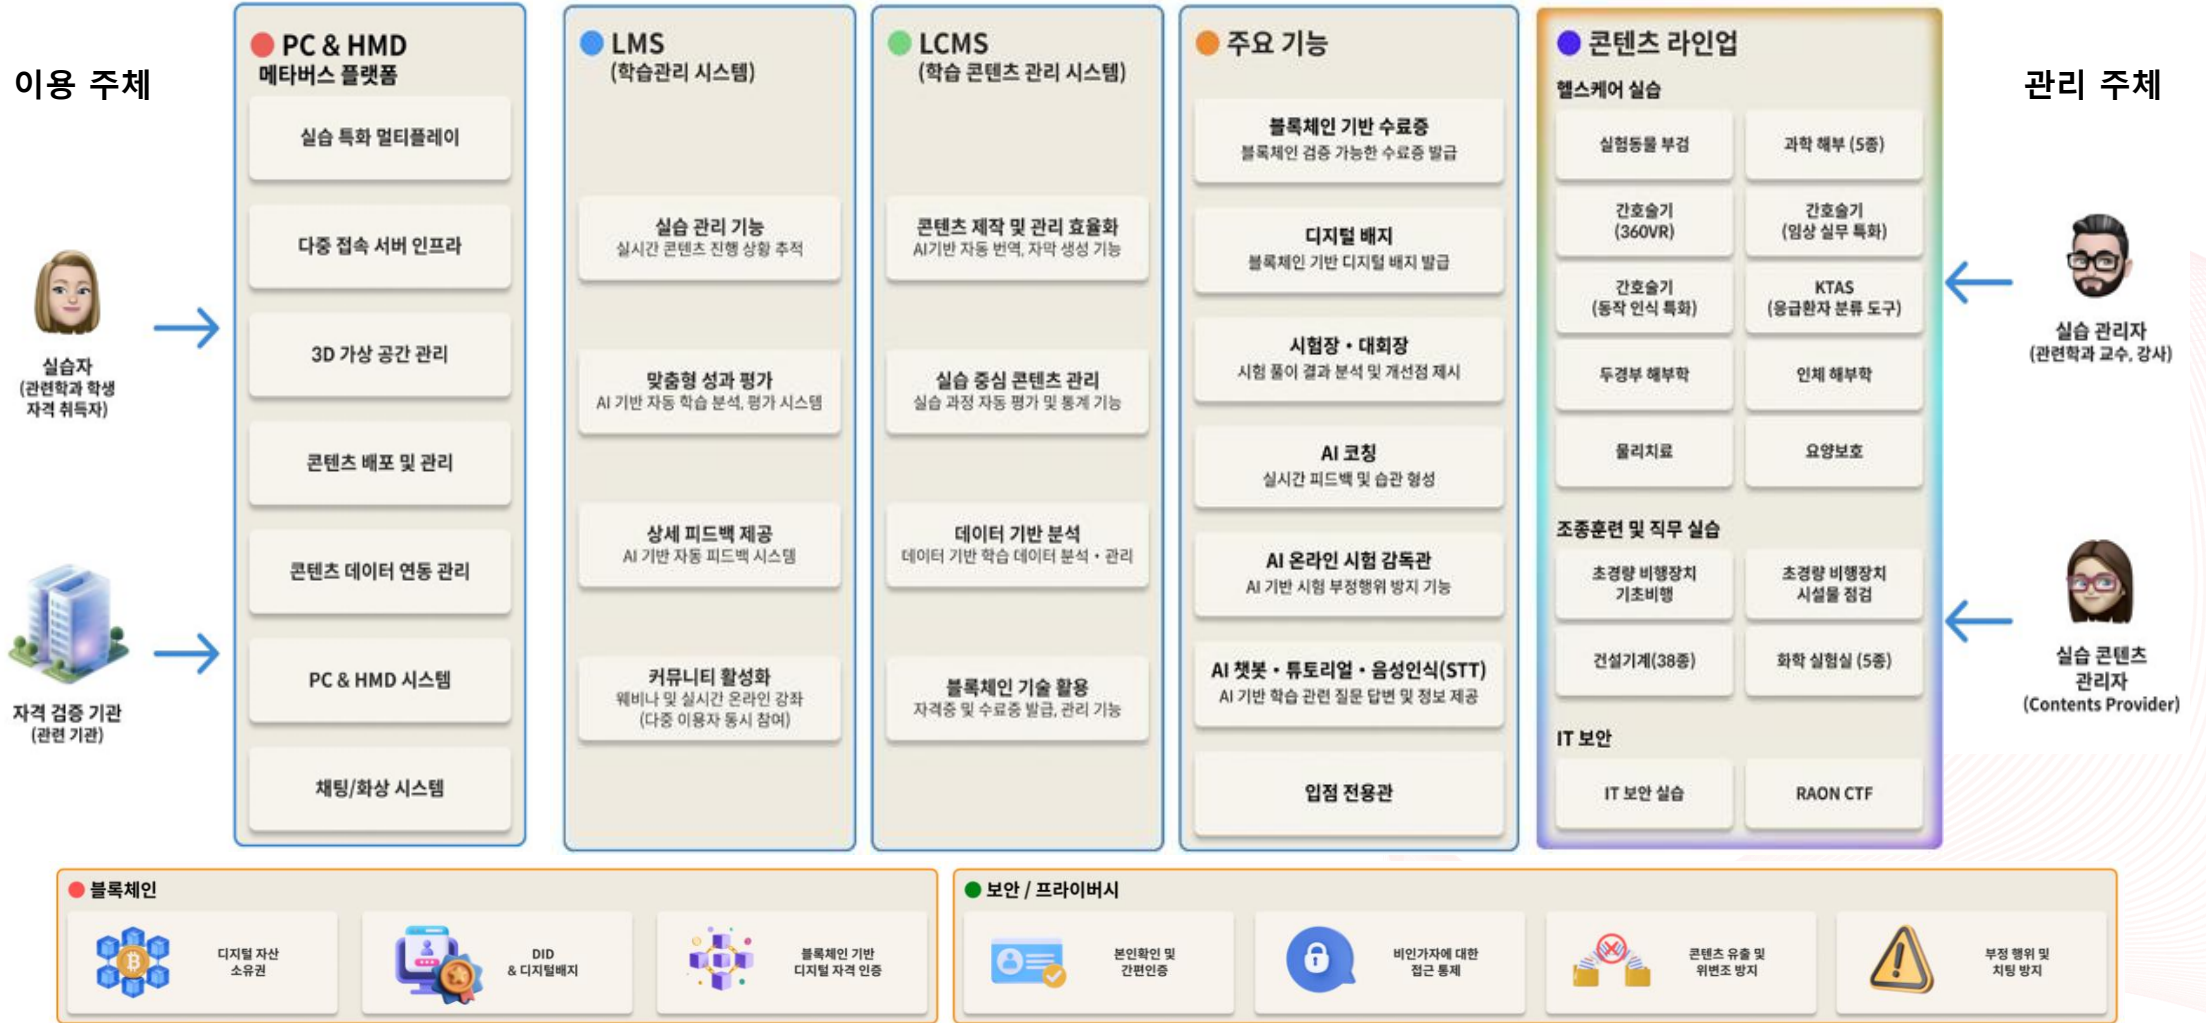 이용 주체
실습자
(관련학과 학생
자격 취득자)
자격 검증 기관
(관련 기관)
PC & HMD
메타버스 플랫폼
실습 특화 멀티플레이
다중 접속 서버 인프라
3D 가상 공간 관리
콘텐츠 배포 및 관리
콘텐츠 데이터 연동 관리
PC & HMD 시스템
채팅/화상 시스템
LMS
(학습관리 시스템)
실습 관리 기능
실시간 콘텐츠 진행 상황 추적
맞춤형 성과 평가
AI 기반 자동 학습 분석, 평가 시스템
상세 피드백 제공
AI 기반 자동 피드백 시스템
커뮤니티 활성화
웨비나 및 실시간 온라인 강좌
(다중 이용자 동시 참여)
LCMS
(학습 콘텐츠 관리 시스템)
콘텐츠 제작 및 관리 효율화
AI기반 자동 번역, 자막 생성 기능
실습 중심 콘텐츠 관리
실습 과정 자동 평가 및 통계 기능
데이터 기반 분석
데이터 기반 학습 데이터 분석・관리
블록체인 기술 활용
자격증 및 수료증 발급, 관리 기능
주요 기능
블록체인 기반 수료증
블록체인 검증 가능한 수료증 발급
디지털 배지
블록체인 기반 디지털 배지 발급
시험장・대회장
시험 풀이 결과 분석 및 개선점 제시
AI 코칭
실시간 피드백 및 습관 형성
AI 온라인 시험 감독관
AI 기반 시험 부정행위 방지 기능
AI 챗봇・튜토리얼・음성인식(STT)
AI 기반 학습 관련 질문 답변 및 정보 제공
입점 전용관
콘텐츠 라인업
헬스케어 실습
실험동물 부검
과학 해부 (5종)
간호술기
(360VR)
간호술기
(임상 실무 특화)
간호술기
(동작 인식 특화)
KTAS
(응급환자 분류 도구)
두경부 해부학
인체 해부학
물리치료
요양보호
조종훈련 및 직무 실습
초경량 비행장치
기초비행
초경량 비행장치
시설물 점검
건설기계(38종)
화학 실험실 (5종)
IT 보안
IT 보안 실습
RAON CTF
관리 주체
실습 관리자
(관련학과 교수, 강사)
실습 콘텐츠
관리자
(Contents Provider)
블록체인
디지털 자산
소유권
DID
& 디지털배지
블록체인 기반
디지털 자격 인증
보안 / 프라이버시
본인확인 및
간편인증
비인가자에 대한
접근 통제
콘텐츠 유출 및
위변조 방지
부정 행위 및
치팅 방지